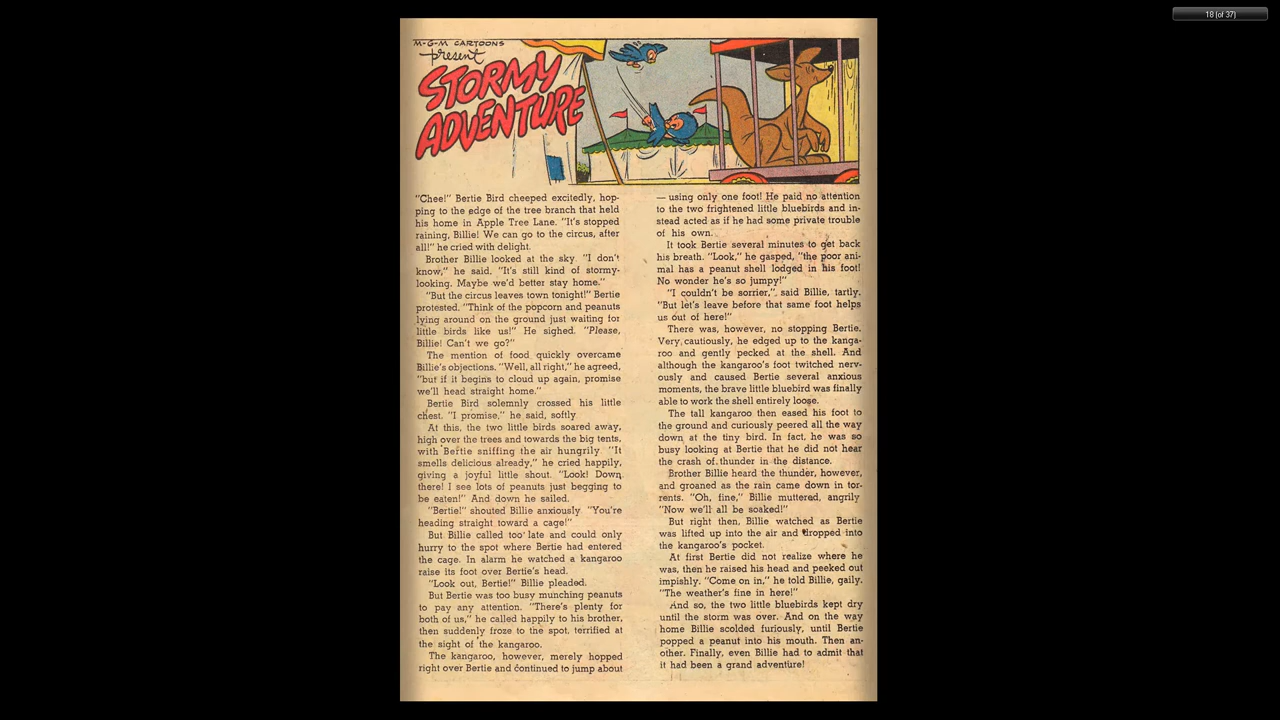 18 (of 37)
M·G·M CARTOONS
present
STORMY
ADVENTURE
"Chee!" Bertie Bird cheeped excitedly, hop-
ping to the edge of the tree branch that held
his home in Apple Tree Lane. "It's stopped
raining, Billie! We can go to the circus, after
all!" he cried with delight.
Brother Billie looked at the sky. "I don't
know," he said. "It's still kind of stormy-
looking. Maybe we'd better stay home."
"But the circus leaves town tonight!" Bertie
protested. "Think of the popcorn and peanuts
lying around on the ground just waiting for
little birds like us!" He sighed. "Please,
Billie! Can't we go?"
The mention of food quickly overcame
Billie's objections. "Well, all right," he agreed,
"but if it begins to cloud up again, promise
we'll head straight home."
Bertie Bird solemnly crossed his little
chest. "I promise," he said, softly.
At this, the two little birds soared away,
high over the trees and towards the big tents,
with Bertie sniffing the air hungrily. "It
smells delicious already," he cried happily,
giving a joyful little shout. "Look! Down
there! I see lots of peanuts just begging to
be eaten!" And down he sailed.
"Bertie!" shouted Billie anxiously. "You're
heading straight toward a cage!"
But Billie called too late and could only
hurry to the spot where Bertie had entered
the cage. In alarm he watched a kangaroo
raise its foot over Bertie's head.
"Look out, Bertie!" Billie pleaded.
But Bertie was too busy munching peanuts
to pay any attention. "There's plenty for
both of us," he called happily to his brother,
then suddenly froze to the spot, terrified at
the sight of the kangaroo.
The kangaroo, however, merely hopped
right over Bertie and continued to jump about
— using only one foot! He paid no attention
to the two frightened little bluebirds and in-
stead acted as if he had some private trouble
of his own.
It took Bertie several minutes to get back
his breath. "Look," he gasped, "the poor ani-
mal has a peanut shell lodged in his foot!
No wonder he's so jumpy!"
"I couldn't be sorrier," said Billie, tartly.
"But let's leave before that same foot helps
us out of here!"
There was, however, no stopping Bertie.
Very cautiously, he edged up to the kanga-
roo and gently pecked at the shell. And
although the kangaroo's foot twitched nerv-
ously and caused Bertie several anxious
moments, the brave little bluebird was finally
able to work the shell entirely loose.
The tall kangaroo then eased his foot to
the ground and curiously peered all the way
down at the tiny bird. In fact, he was so
busy looking at Bertie that he did not hear
the crash of thunder in the distance.
Brother Billie heard the thunder, however,
and groaned as the rain came down in tor-
rents. "Oh, fine," Billie muttered, angrily.
"Now we'll all be soaked!"
But right then, Billie watched as Bertie
was lifted up into the air and dropped into
the kangaroo's pocket.
At first Bertie did not realize where he
was, then he raised his head and peeked out
impishly. "Come on in," he told Billie, gaily.
"The weather's fine in here!"
And so, the two little bluebirds kept dry
until the storm was over. And on the way
home Billie scolded furiously, until Bertie
popped a peanut into his mouth. Then an-
other. Finally, even Billie had to admit that
it had been a grand adventure!